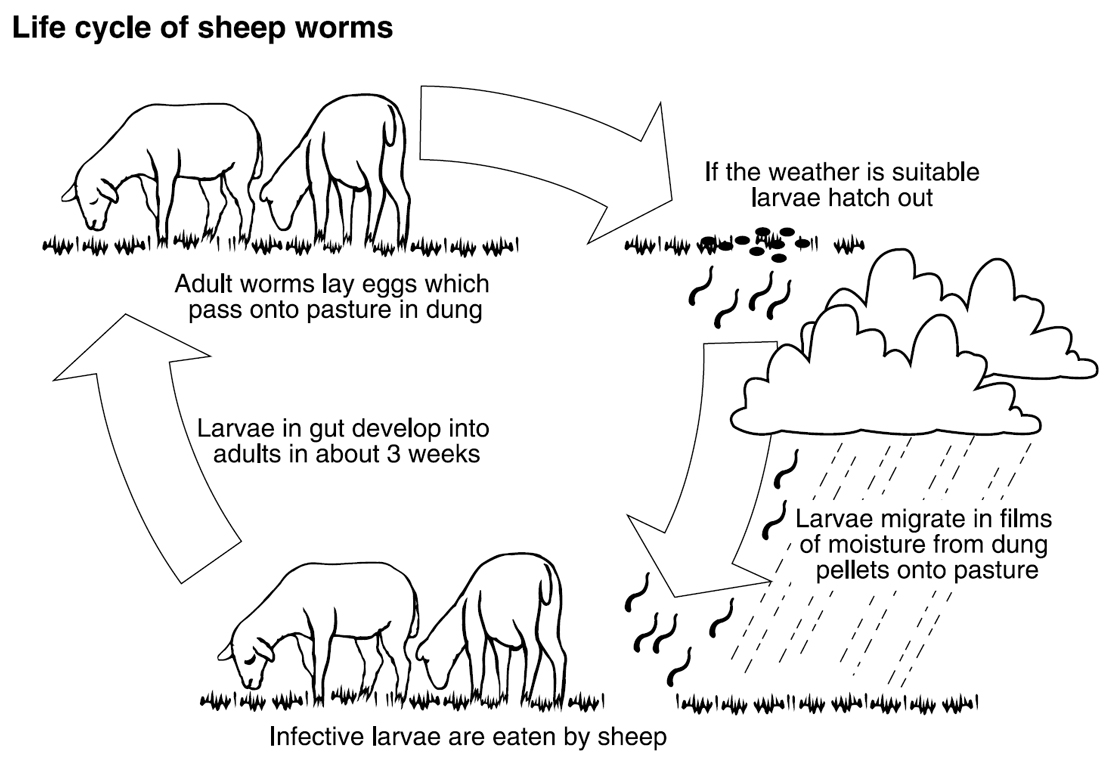 Life cycle of sheep worms
If the weather is suitable
larvae hatch out
Adult worms lay eggs which
pass onto pasture in dung
Larvae in gut develop into
adults in about 3 weeks
Larvae migrate in films
of moisture from dung
pellets onto pasture
Infective larvae are eaten by sheep